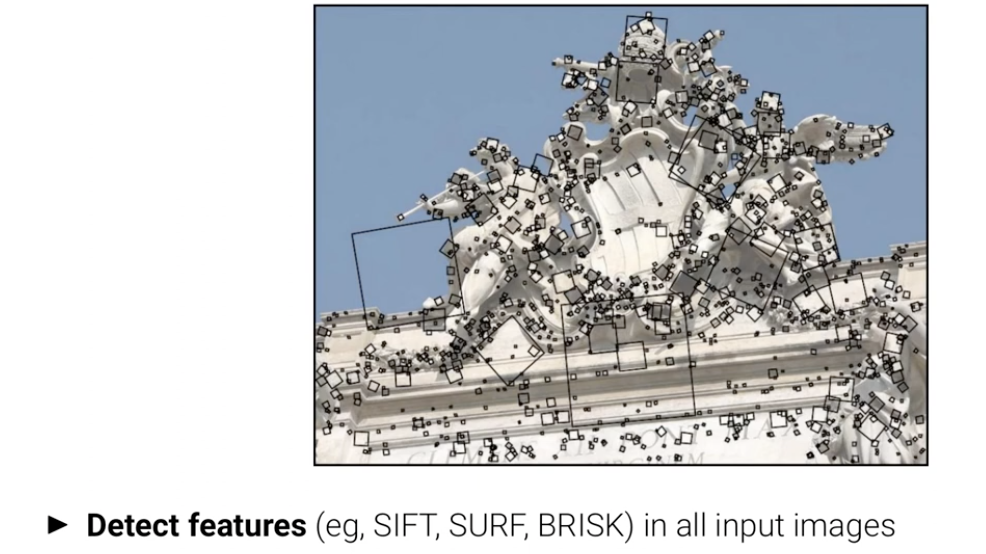 ► Detect features (eg, SIFT, SURF, BRISK) in all input images